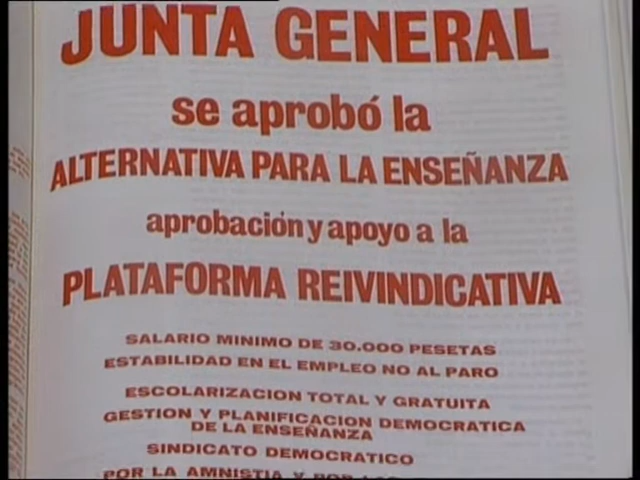 JUNTA GENERAL
se aprobó la
ALTERNATIVA PARA LA ENSEÑANZA
aprobación y apoyo a la
PLATAFORMA REIVINDICATIVA
SALARIO MINIMO DE 30.000 PESETAS
ESTABILIDAD EN EL EMPLEO NO AL PARO
ESCOLARIZACION TOTAL Y GRATUITA
GESTION Y PLANIFICACION DEMOCRATICA
DE LA ENSEÑANZA
SINDICATO DEMOCRATICO
POR LA AMNISTIA Y POR